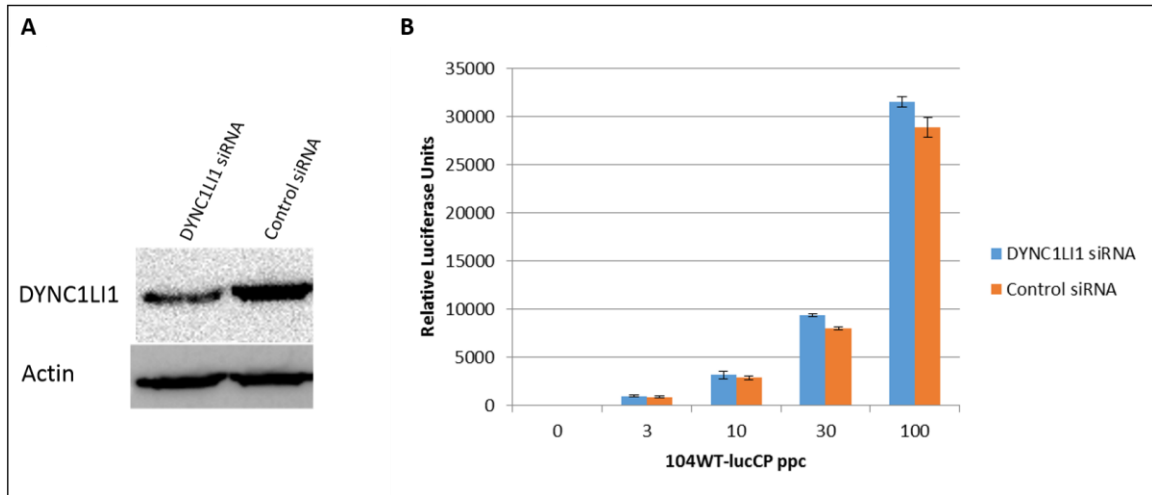 A
DYNC1LI1 siRNA
Control siRNA
DYNC1LI1
Actin
B
35000
30000
25000
20000
15000
10000
5000
0
Relative Luciferase Units
0 3 10 30 100
104WT-lucCP ppc
DYNC1LI1 siRNA
Control siRNA